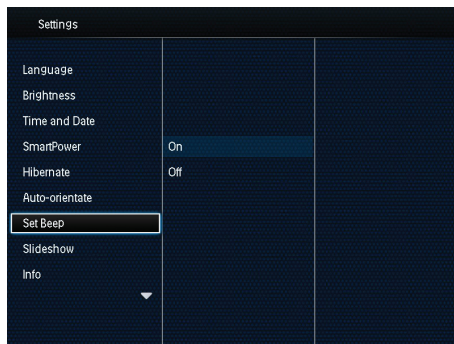 Settings
Language
Brightness
Time and Date
SmartPower
On
Hibernate
Off
Auto-orientate
Set Beep
Slideshow
Info